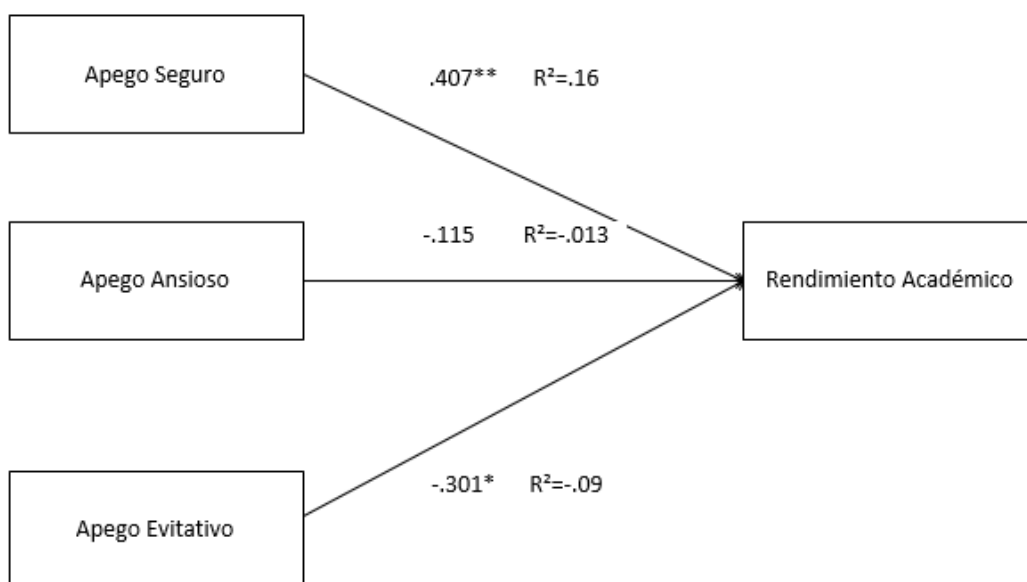 Apego Seguro
.407** R²=.16
Apego Ansioso
-.115 R²=-.013
Rendimiento Académico
Apego Evitativo
-.301* R²=-.09